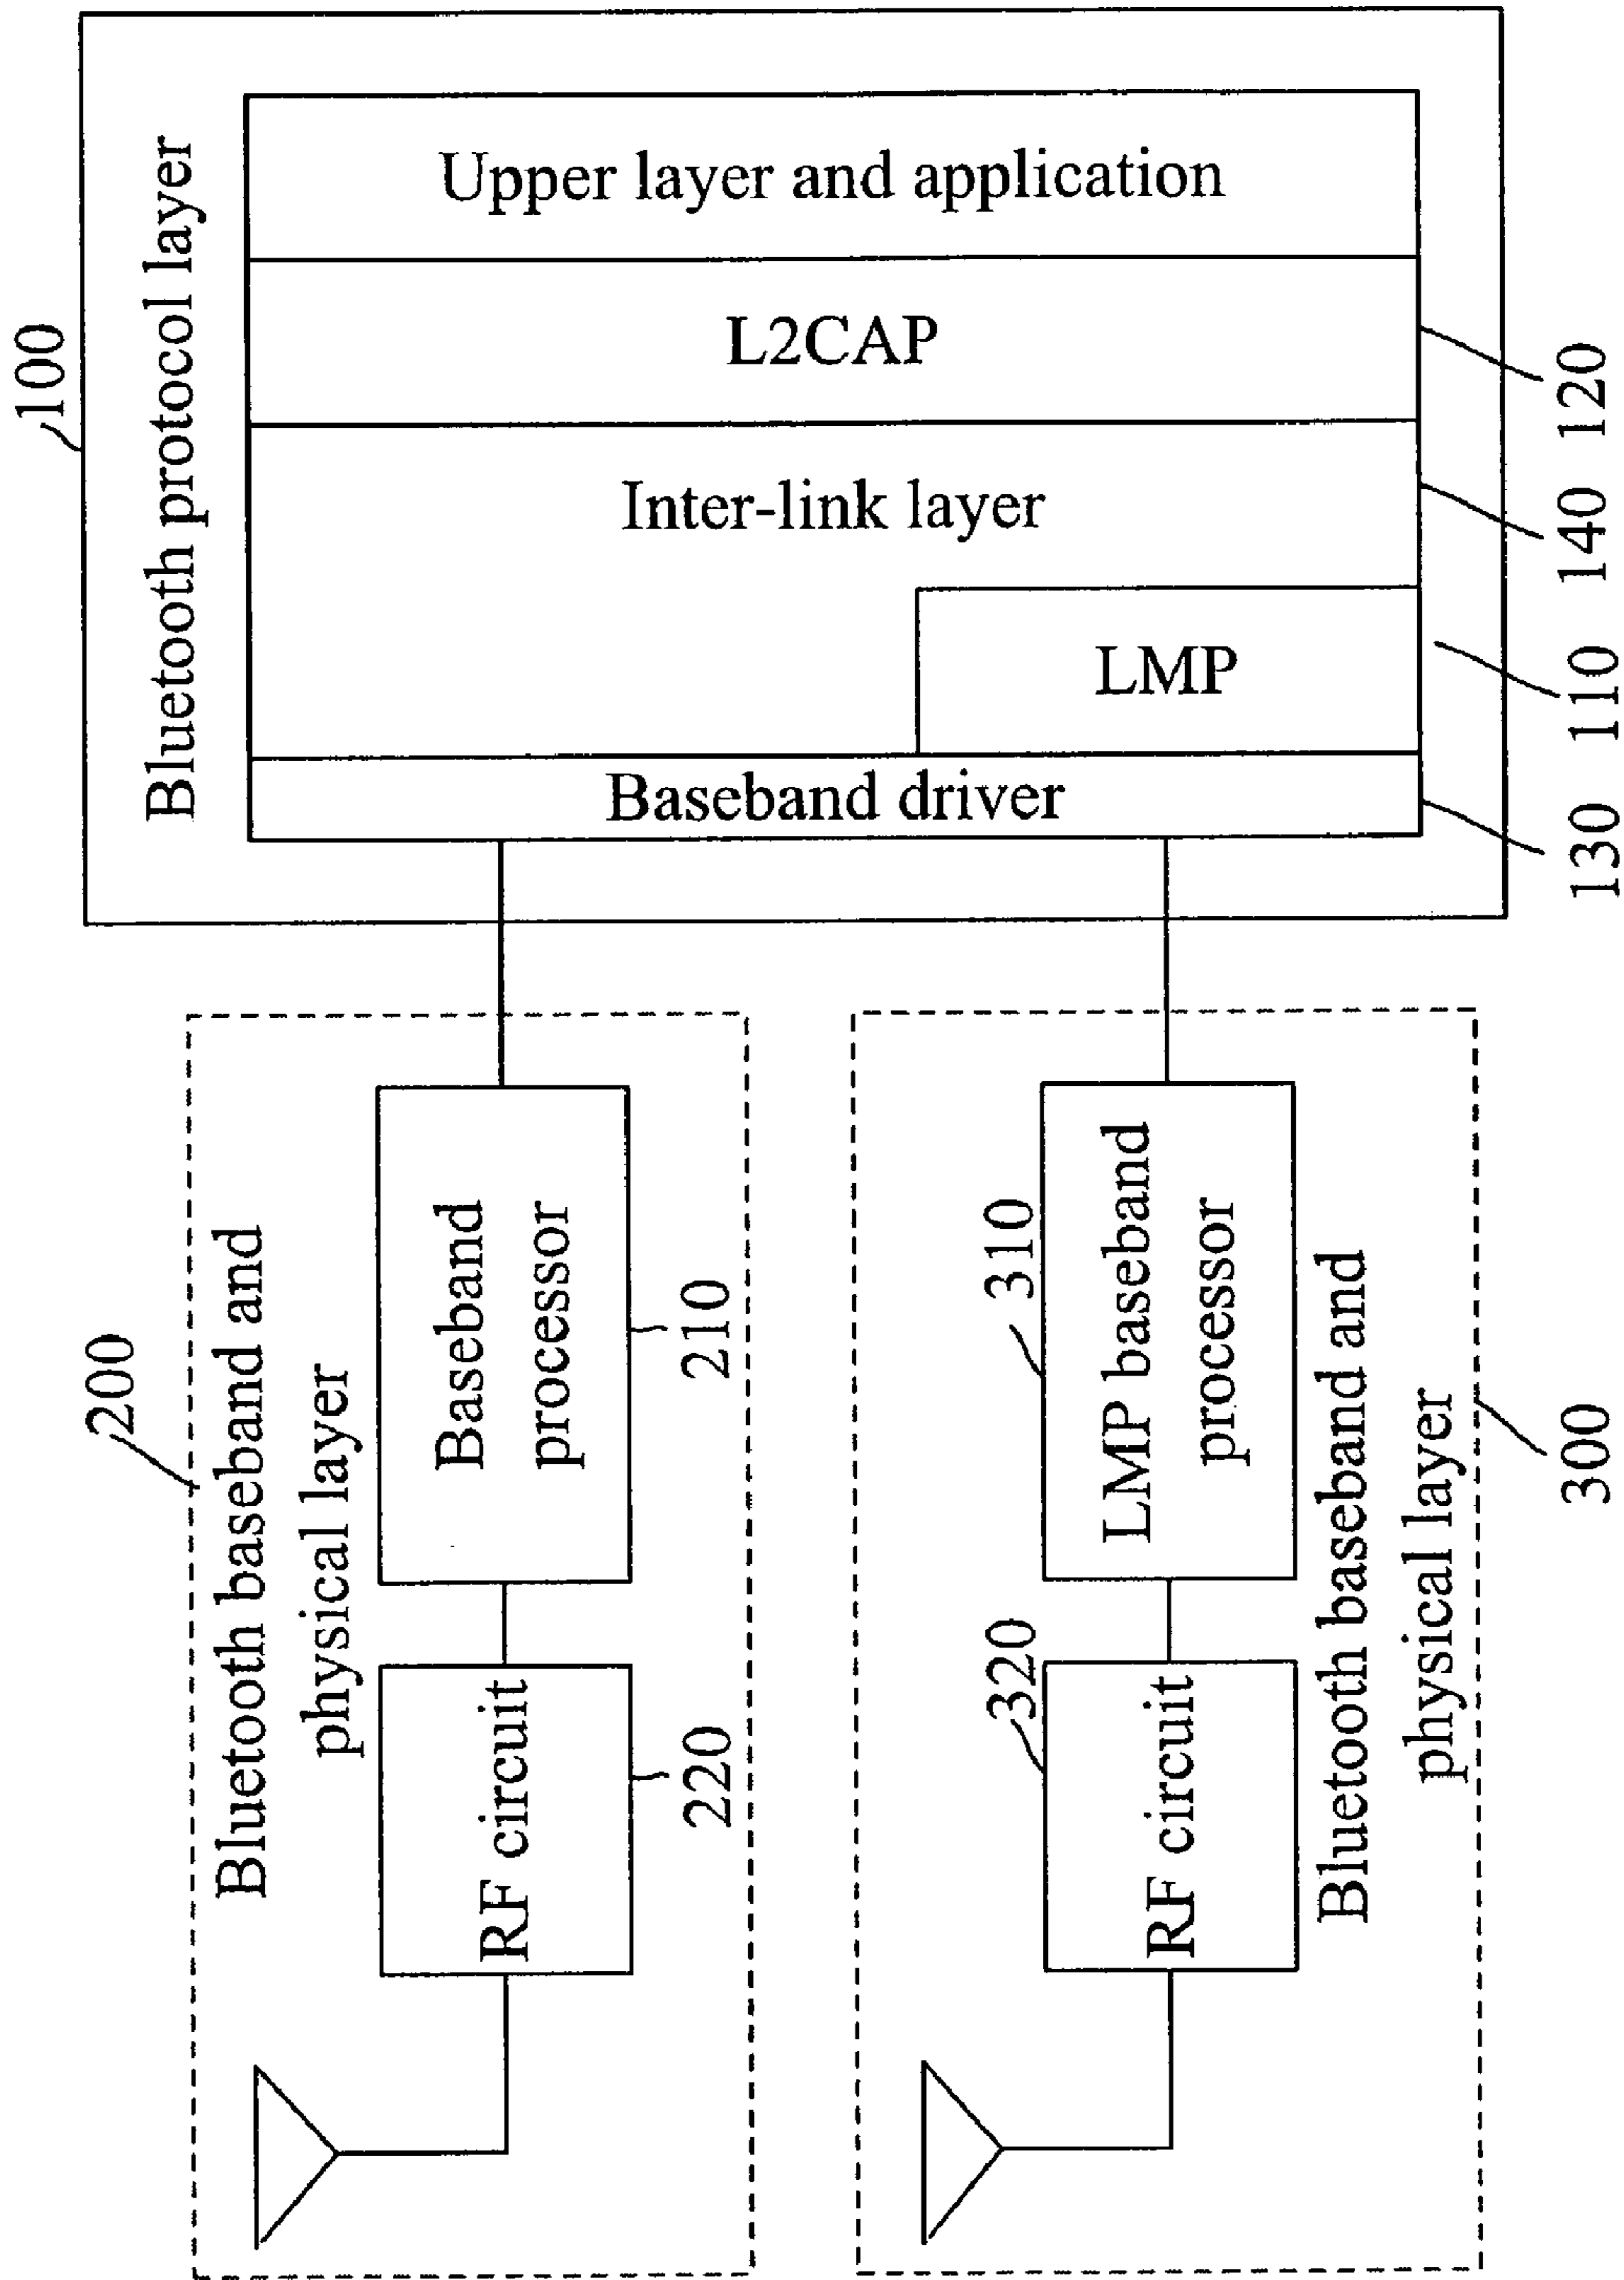 100
Bluetooth protocol layer
Upper layer and application
L2CAP
120
Inter-link layer
140
LMP
110
Baseband driver
130
200
Bluetooth baseband and
physical layer
Baseband
processor
210
RF circuit
220
310
LMP baseband
processor
320
RF circuit
Bluetooth baseband and
physical layer
300